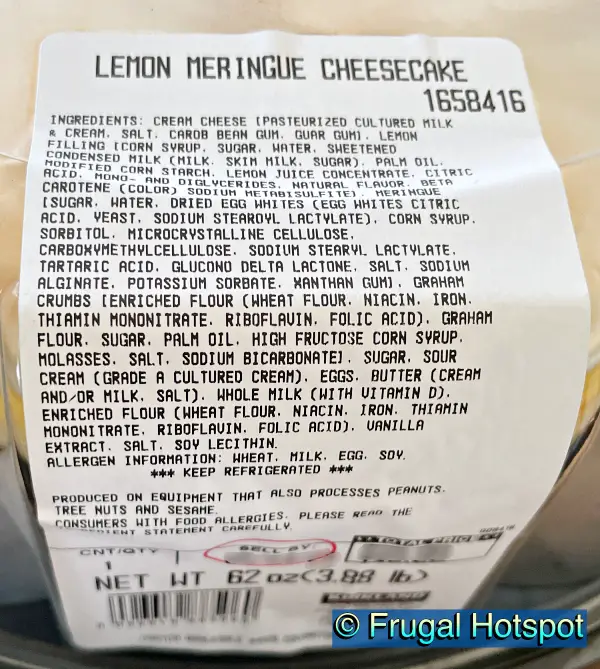 LEMON MERINGUE CHEESECAKE
1658416
INGREDIENTS: CREAM CHEESE [PASTEURIZED CULTURED MILK
& CREAM, SALT, CAROB BEAN GUM, GUAR GUM], LEMON
FILLING [CORN SYRUP, SUGAR, WATER, SWEETENED
CONDENSED MILK (MILK, SKIM MILK, SUGAR), PALM OIL,
MODIFIED CORN STARCH, LEMON JUICE CONCENTRATE, CITRIC
ACID, MONO- AND DIGLYCERIDES, NATURAL FLAVOR, BETA
CAROTENE (COLOR) SODIUM METABISULFITE], MERINGUE
[SUGAR, WATER, DRIED EGG WHITES (EGG WHITES CITRIC
ACID, YEAST, SODIUM STEAROYL LACTYLATE), CORN SYRUP,
SORBITOL, MICROCRYSTALLINE CELLULOSE,
CARBOXYMETHYLCELLULOSE, SODIUM STEARYL LACTYLATE,
TARTARIC ACID, GLUCONO DELTA LACTONE, SALT, SODIUM
ALGINATE, POTASSIUM SORBATE, XANTHAN GUM], GRAHAM
CRUMBS [ENRICHED FLOUR (WHEAT FLOUR, NIACIN, IRON,
THIAMIN MONONITRATE, RIBOFLAVIN, FOLIC ACID), GRAHAM
FLOUR, SUGAR, PALM OIL, HIGH FRUCTOSE CORN SYRUP,
MOLASSES, SALT, SODIUM BICARBONATE], SUGAR, SOUR
CREAM (GRADE A CULTURED CREAM), EGGS, BUTTER (CREAM
AND/OR MILK, SALT), WHOLE MILK (WITH VITAMIN D),
ENRICHED FLOUR (WHEAT FLOUR, NIACIN, IRON, THIAMIN
MONONITRATE, RIBOFLAVIN, FOLIC ACID), VANILLA
EXTRACT, SALT, SOY LECITHIN.
ALLERGEN INFORMATION: WHEAT, MILK, EGG, SOY.
*** KEEP REFRIGERATED ***
PRODUCED ON EQUIPMENT THAT ALSO PROCESSES PEANUTS,
TREE NUTS AND SESAME.
CONSUMERS WITH FOOD ALLERGIES, PLEASE READ THE
INGREDIENT STATEMENT CAREFULLY.
CNT/QTY SELL BY: TOTAL PRICE
1
NET WT 62 oz(3.88 lb)
KIRKLAND
© Frugal Hotspot